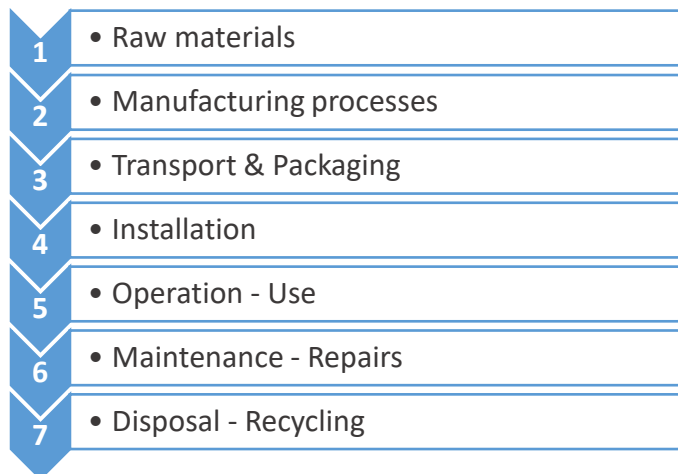 1 • Raw materials
2 • Manufacturing processes
3 • Transport & Packaging
4 • Installation
5 • Operation - Use
6 • Maintenance - Repairs
7 • Disposal - Recycling